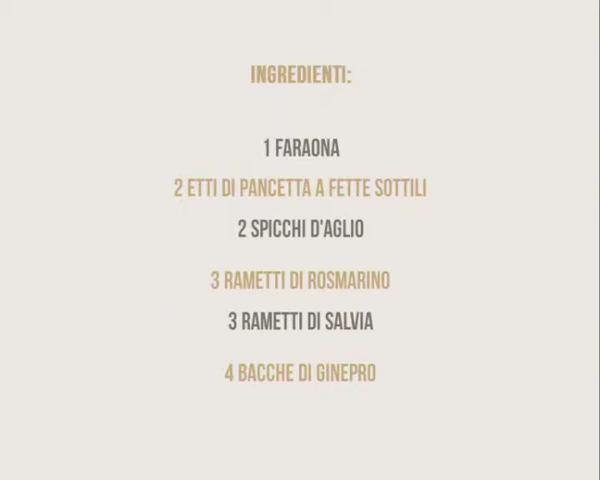 INGREDIENTI:
1 FARAONA
2 ETTI DI PANCETTA A FETTE SOTTILI
2 SPICCHI D'AGLIO
3 RAMETTI DI ROSMARINO
3 RAMETTI DI SALVIA
4 BACCHE DI GINEPRO